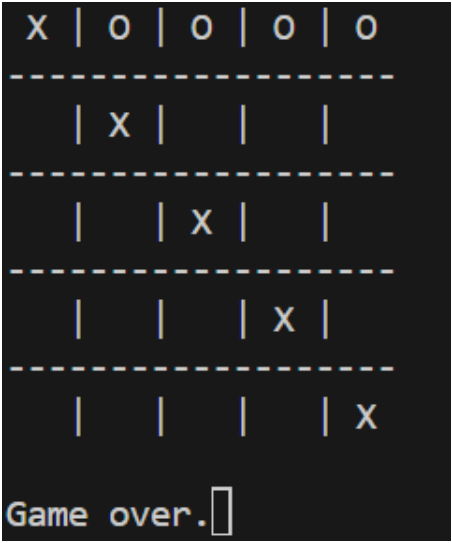 x | o | o | o | o
-------------------
  | x |   |   |
-------------------
  |   | x |   |
-------------------
  |   |   | x |
-------------------
  |   |   |   | x
Game over.